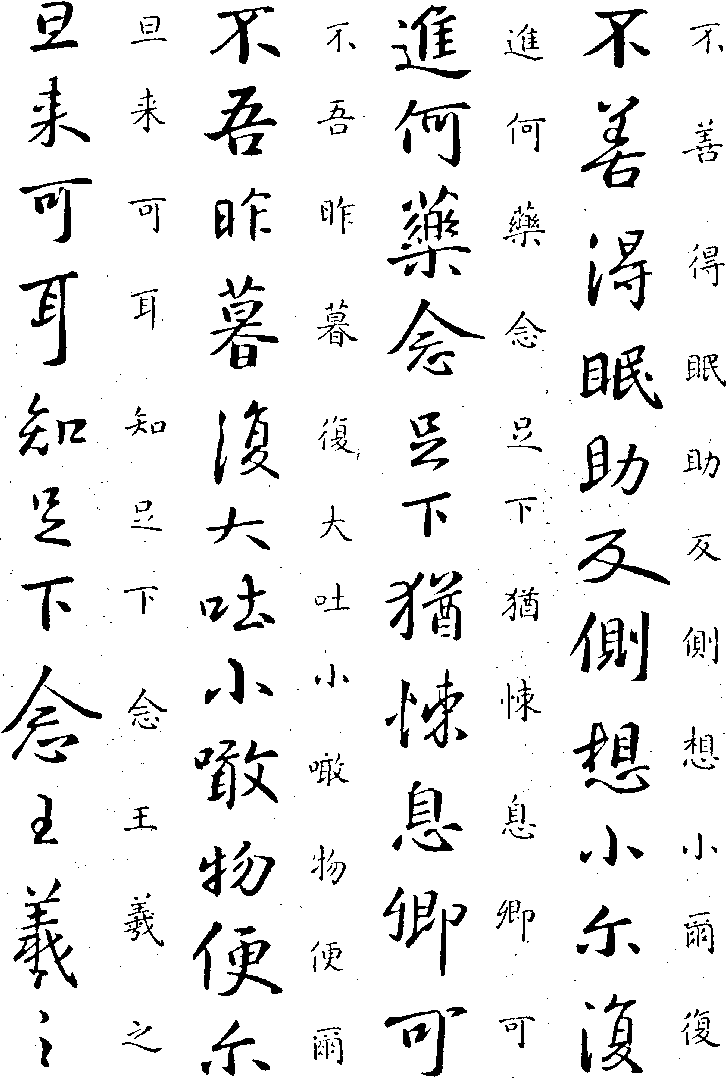 不善得眠助反側想小爾復
不善得眠助反側想小尔復
進何藥念足下猶悚息卿可
進何藥念足下猶悚息卿可
不吾昨暮復大吐小噉物便爾
不吾昨暮復大吐小噉物便尔
旦来可耳知足下念王羲之
旦来可耳知足下念王羲之